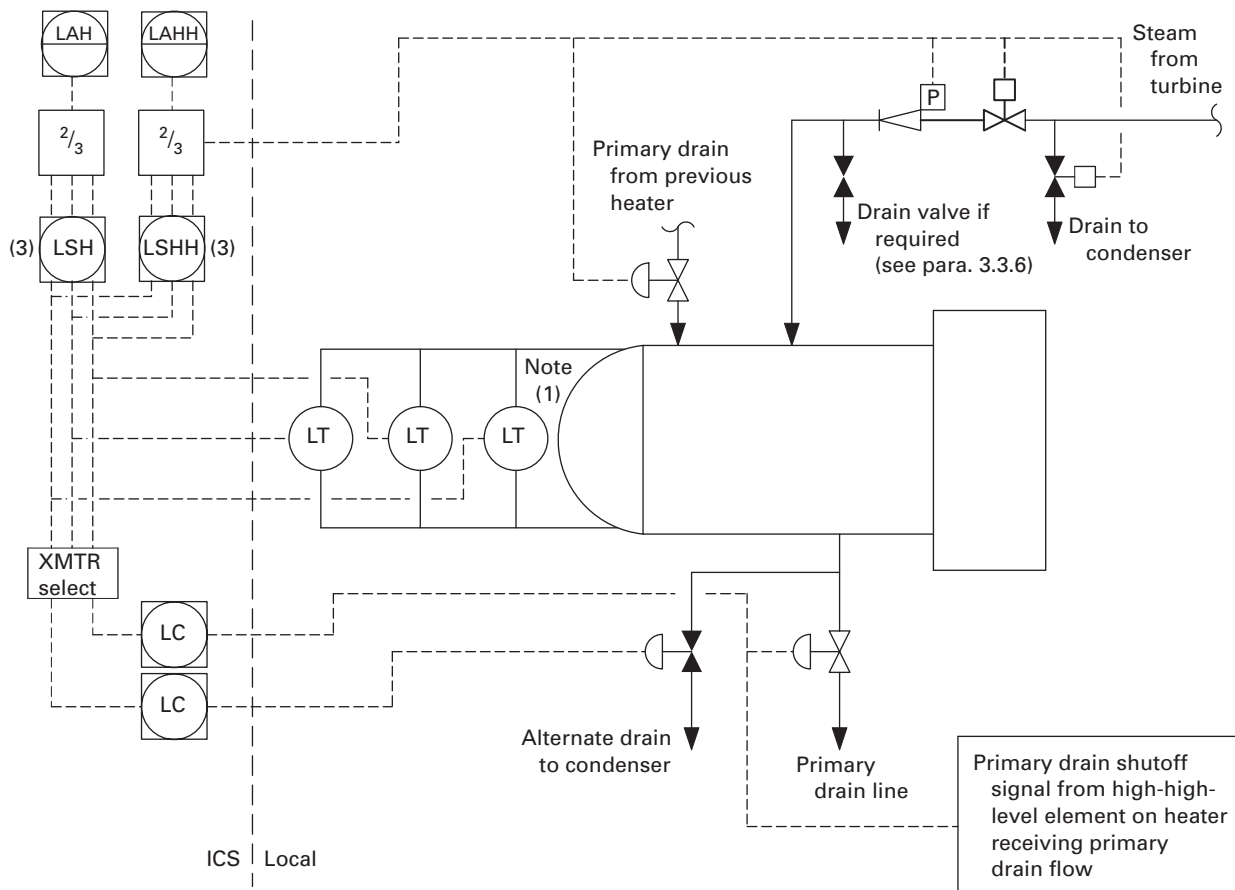 LAH
LAHH
2/3
2/3
(3)
LSH
LSHH
(3)
P
Steam
from
turbine
Primary drain
from previous
heater
Drain valve if
required
(see para. 3.3.6)
Drain to
condenser
Note
(1)
LT
LT
LT
XMTR
select
LC
LC
Alternate drain
to condenser
Primary
drain line
Primary drain shutoff
signal from high-high-
level element on heater
receiving primary
drain flow
ICS
Local